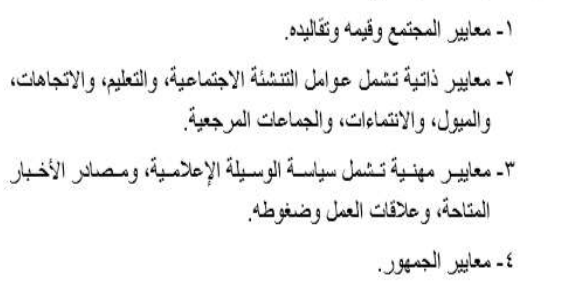 ١- معايير المجتمع وقيمه وتقاليده.
٢- معايير ذاتية تشمل عوامل التنشئة الاجتماعية، والتعليم، والاتجاهات،
والميول، والانتماءات، والجماعات المرجعية.
٣- معايير مهنية تشمل سياسة الوسيلة الإعلامية، ومصادر الأخبار
المتاحة، وعلاقات العمل وضغوطه.
٤- معايير الجمهور.